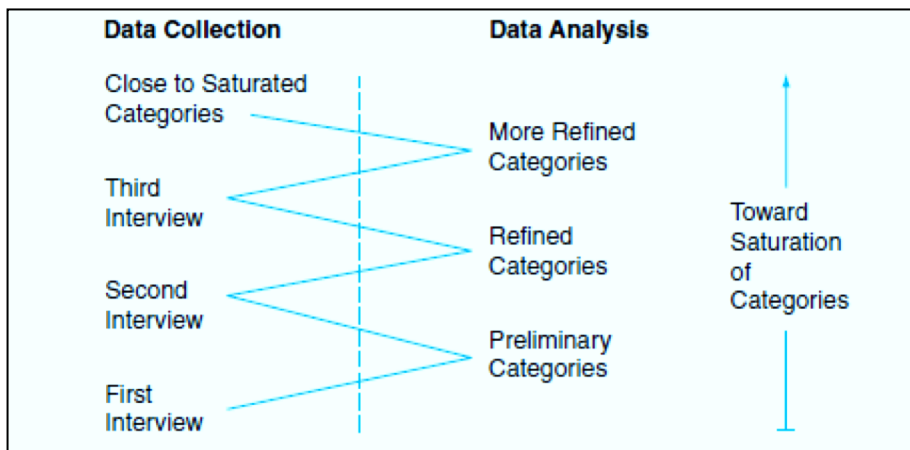 Data Collection
Data Analysis
Close to Saturated
Categories
More Refined
Categories
Third
Interview
Refined
Categories
Second
Interview
Preliminary
Categories
First
Interview
Toward
Saturation
of
Categories